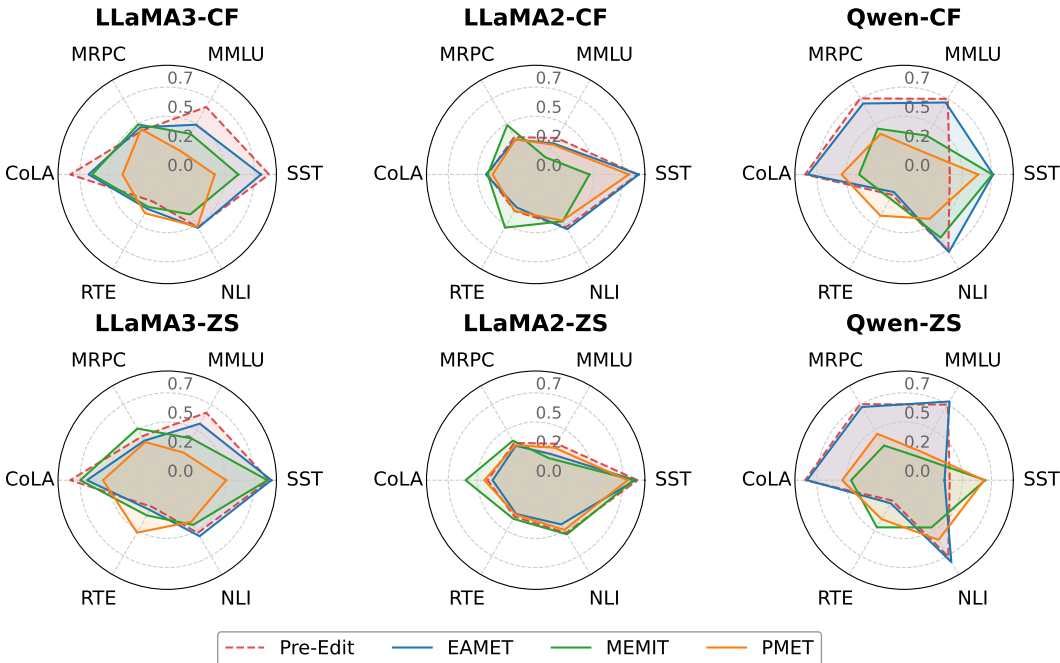 LLaMA3-CF LLaMA2-CF Qwen-CF
MRPC MMLU MRPC MMLU MRPC MMLU
0.7 0.7 0.7
0.5 0.5 0.5
0.2 0.2 0.2
0.0 0.0 0.0
CoLA SST CoLA SST CoLA SST
RTE NLI RTE NLI RTE NLI
LLaMA3-ZS LLaMA2-ZS Qwen-ZS
MRPC MMLU MRPC MMLU MRPC MMLU
0.7 0.7 0.7
0.5 0.5 0.5
0.2 0.2 0.2
0.0 0.0 0.0
CoLA SST CoLA SST CoLA SST
RTE NLI RTE NLI RTE NLI
Pre-Edit EAMET MEMIT PMET